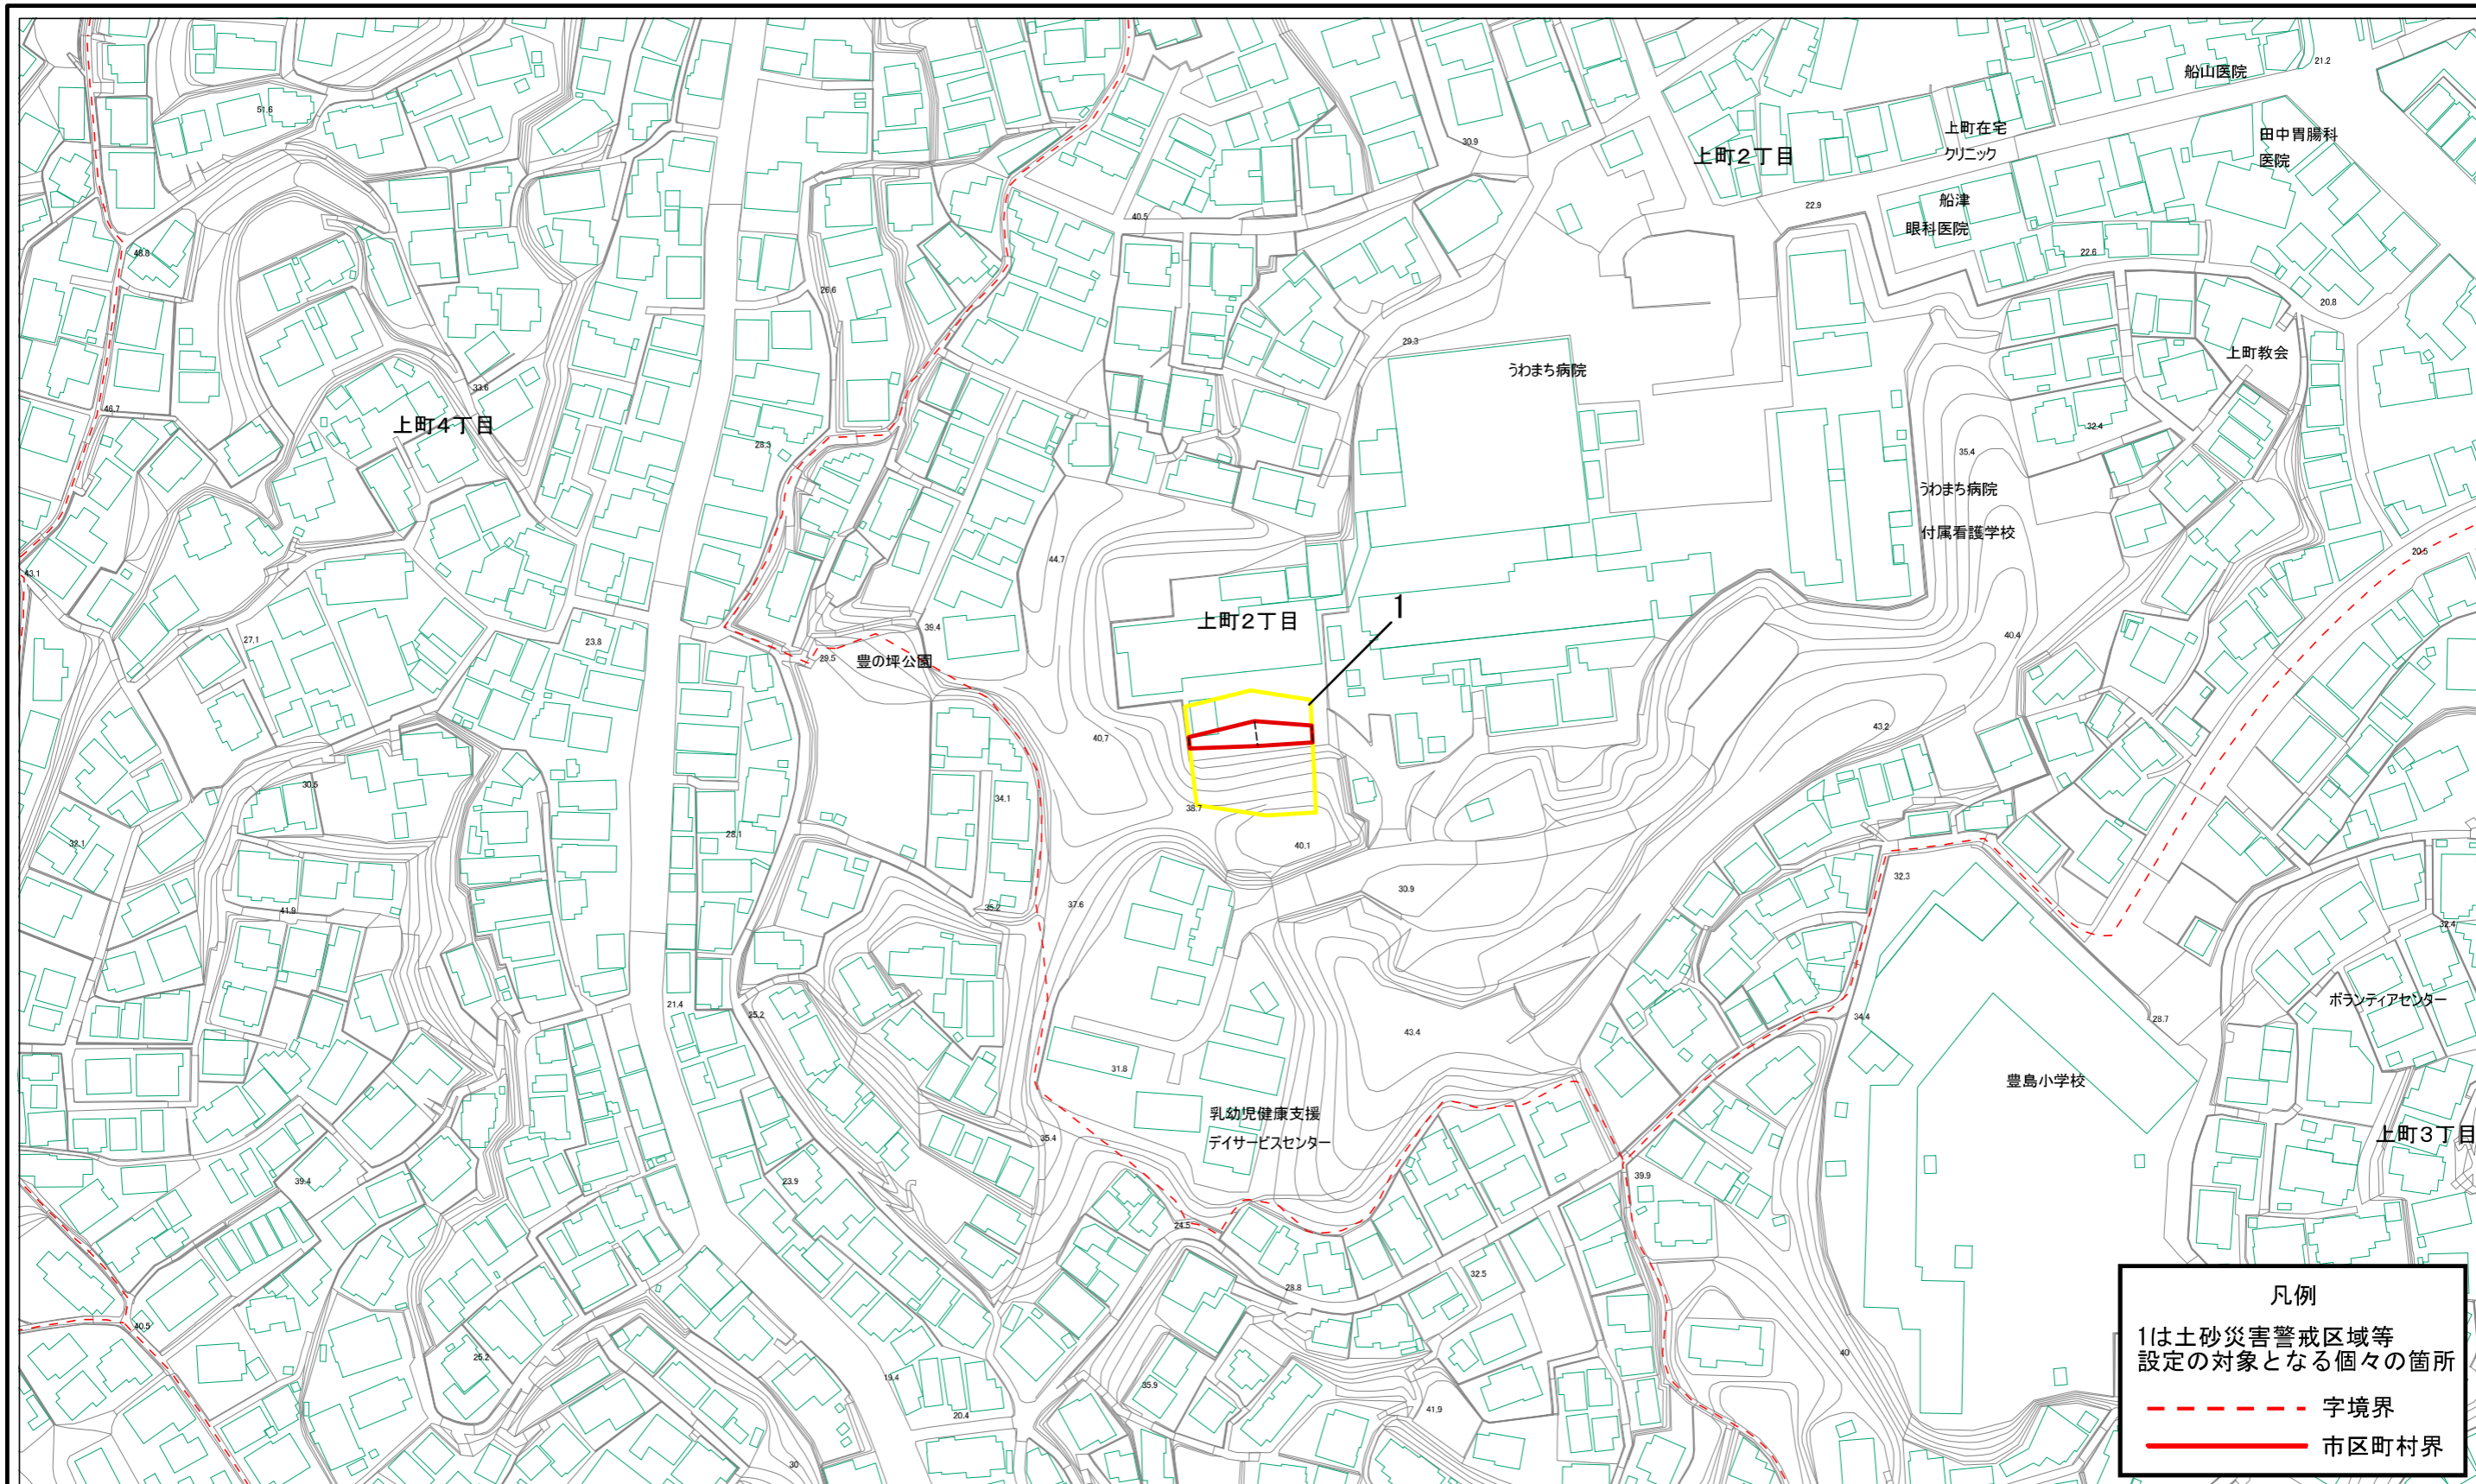 船山医院
21.2
51.6
上町在宅
クリニック
田中胃腸科
医院
30.9
上町2丁目
船津
眼科医院
22.9
40.5
48.8
22.6
26.6
20.8
29.3
うわまち病院
上町教会
33.6
46.7
上町4丁目
32.4
28.3
35.4
うわまち病院
付属看護学校
44.7
20.5
43.1
1
上町2丁目
39.4
40.4
27.1
23.8
29.5
豊の坪公園
43.2
40.7
30.5
34.1
38.7
28.1
32.1
40.1
32.3
30.9
37.6
35.2
41.9
32.4
ボランティアセンター
21.4
25.2
34.4
28.7
43.4
31.8
豊島小学校
乳幼児健康支援
デイサービスセンター
35.4
上町3丁目
39.4
23.9
39.9
24.5
32.5
28.8
40.5
25.2
40
19.4
35.9
41.9
20.4
30
凡例
1は土砂災害警戒区域等
設定の対象となる個々の箇所
字境界
市区町村界